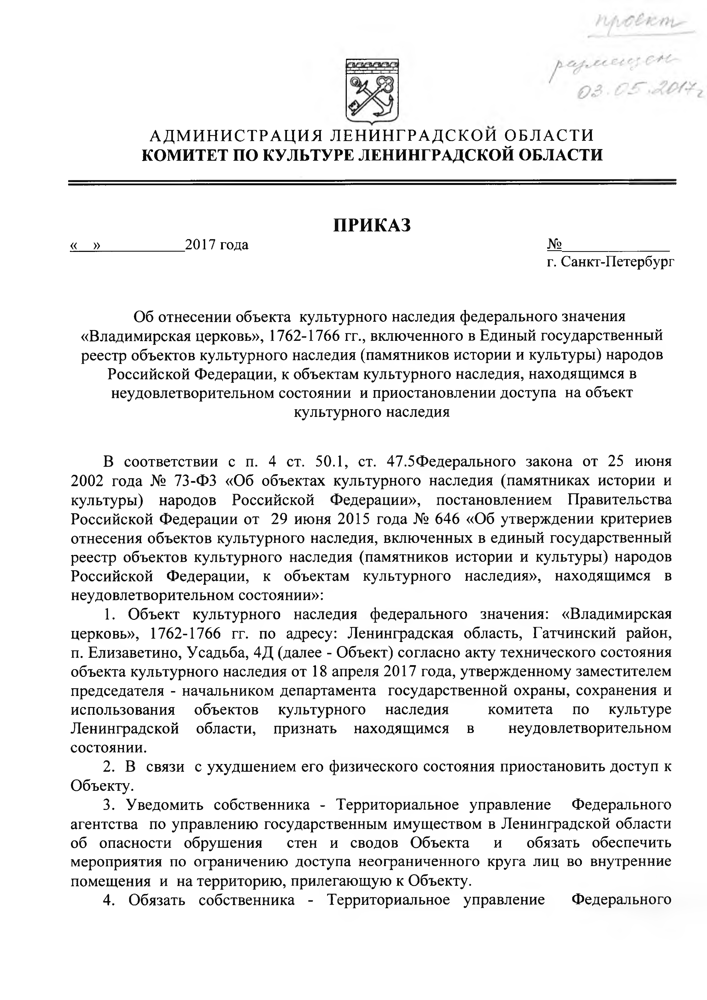 проект
размещен
03.05.2017г
АДМИНИСТРАЦИЯ ЛЕНИНГРАДСКОЙ ОБЛАСТИ
КОМИТЕТ ПО КУЛЬТУРЕ ЛЕНИНГРАДСКОЙ ОБЛАСТИ
ПРИКАЗ
«    »___________2017 года №______________
г. Санкт-Петербург
Об отнесении объекта культурного наследия федерального значения
«Владимирская церковь», 1762-1766 гг., включенного в Единый государственный
реестр объектов культурного наследия (памятников истории и культуры) народов
Российской Федерации, к объектам культурного наследия, находящимся в
неудовлетворительном состоянии и приостановлении доступа на объект
культурного наследия
В соответствии с п. 4 ст. 50.1, ст. 47.5Федерального закона от 25 июня
2002 года № 73-ФЗ «Об объектах культурного наследия (памятниках истории и
культуры) народов Российской Федерации», постановлением Правительства
Российской Федерации от 29 июня 2015 года № 646 «Об утверждении критериев
отнесения объектов культурного наследия, включенных в единый государственный
реестр объектов культурного наследия (памятников истории и культуры) народов
Российской Федерации, к объектам культурного наследия», находящимся в
неудовлетворительном состоянии»:
1. Объект культурного наследия федерального значения: «Владимирская
церковь», 1762-1766 гг. по адресу: Ленинградская область, Гатчинский район,
п. Елизаветино, Усадьба, 4Д (далее - Объект) согласно акту технического состояния
объекта культурного наследия от 18 апреля 2017 года, утвержденному заместителем
председателя - начальником департамента государственной охраны, сохранения и
использования объектов культурного наследия комитета по культуре
Ленинградской области, признать находящимся в неудовлетворительном
состоянии.
2. В связи с ухудшением его физического состояния приостановить доступ к
Объекту.
3. Уведомить собственника - Территориальное управление Федерального
агентства по управлению государственным имуществом в Ленинградской области
об опасности обрушения стен и сводов Объекта и обязать обеспечить
мероприятия по ограничению доступа неограниченного круга лиц во внутренние
помещения и на территорию, прилегающую к Объекту.
4. Обязать собственника - Территориальное управление Федерального